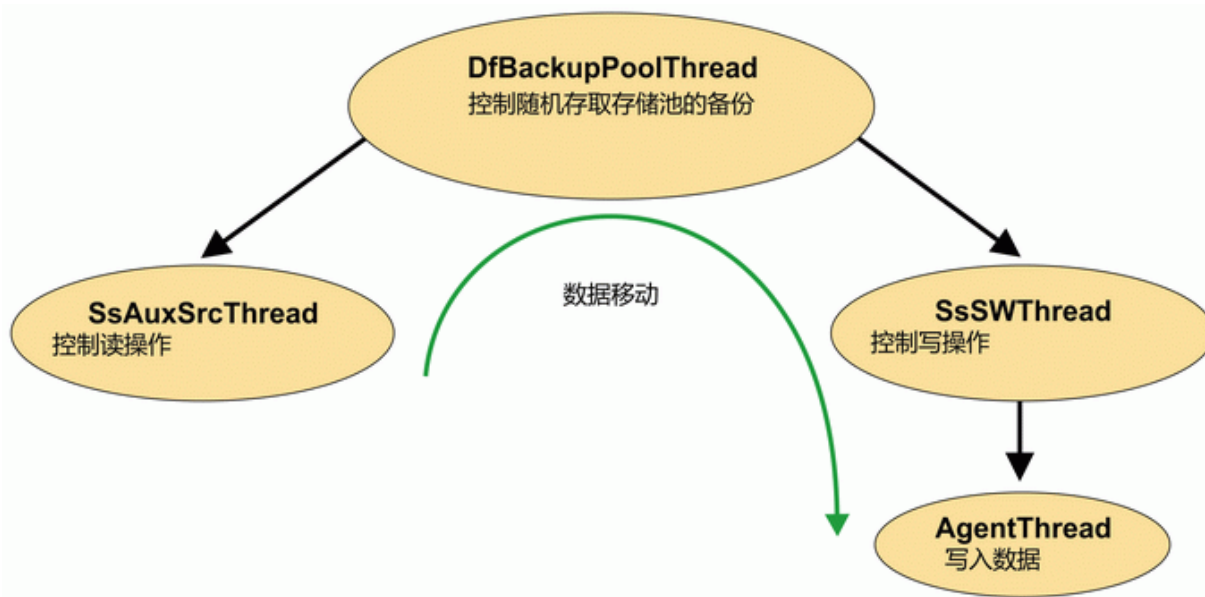 DfBackupPoolThread
控制随机存取存储池的备份
数据移动
SsAuxSrcThread
控制读操作
SsSWThread
控制写操作
AgentThread
写入数据